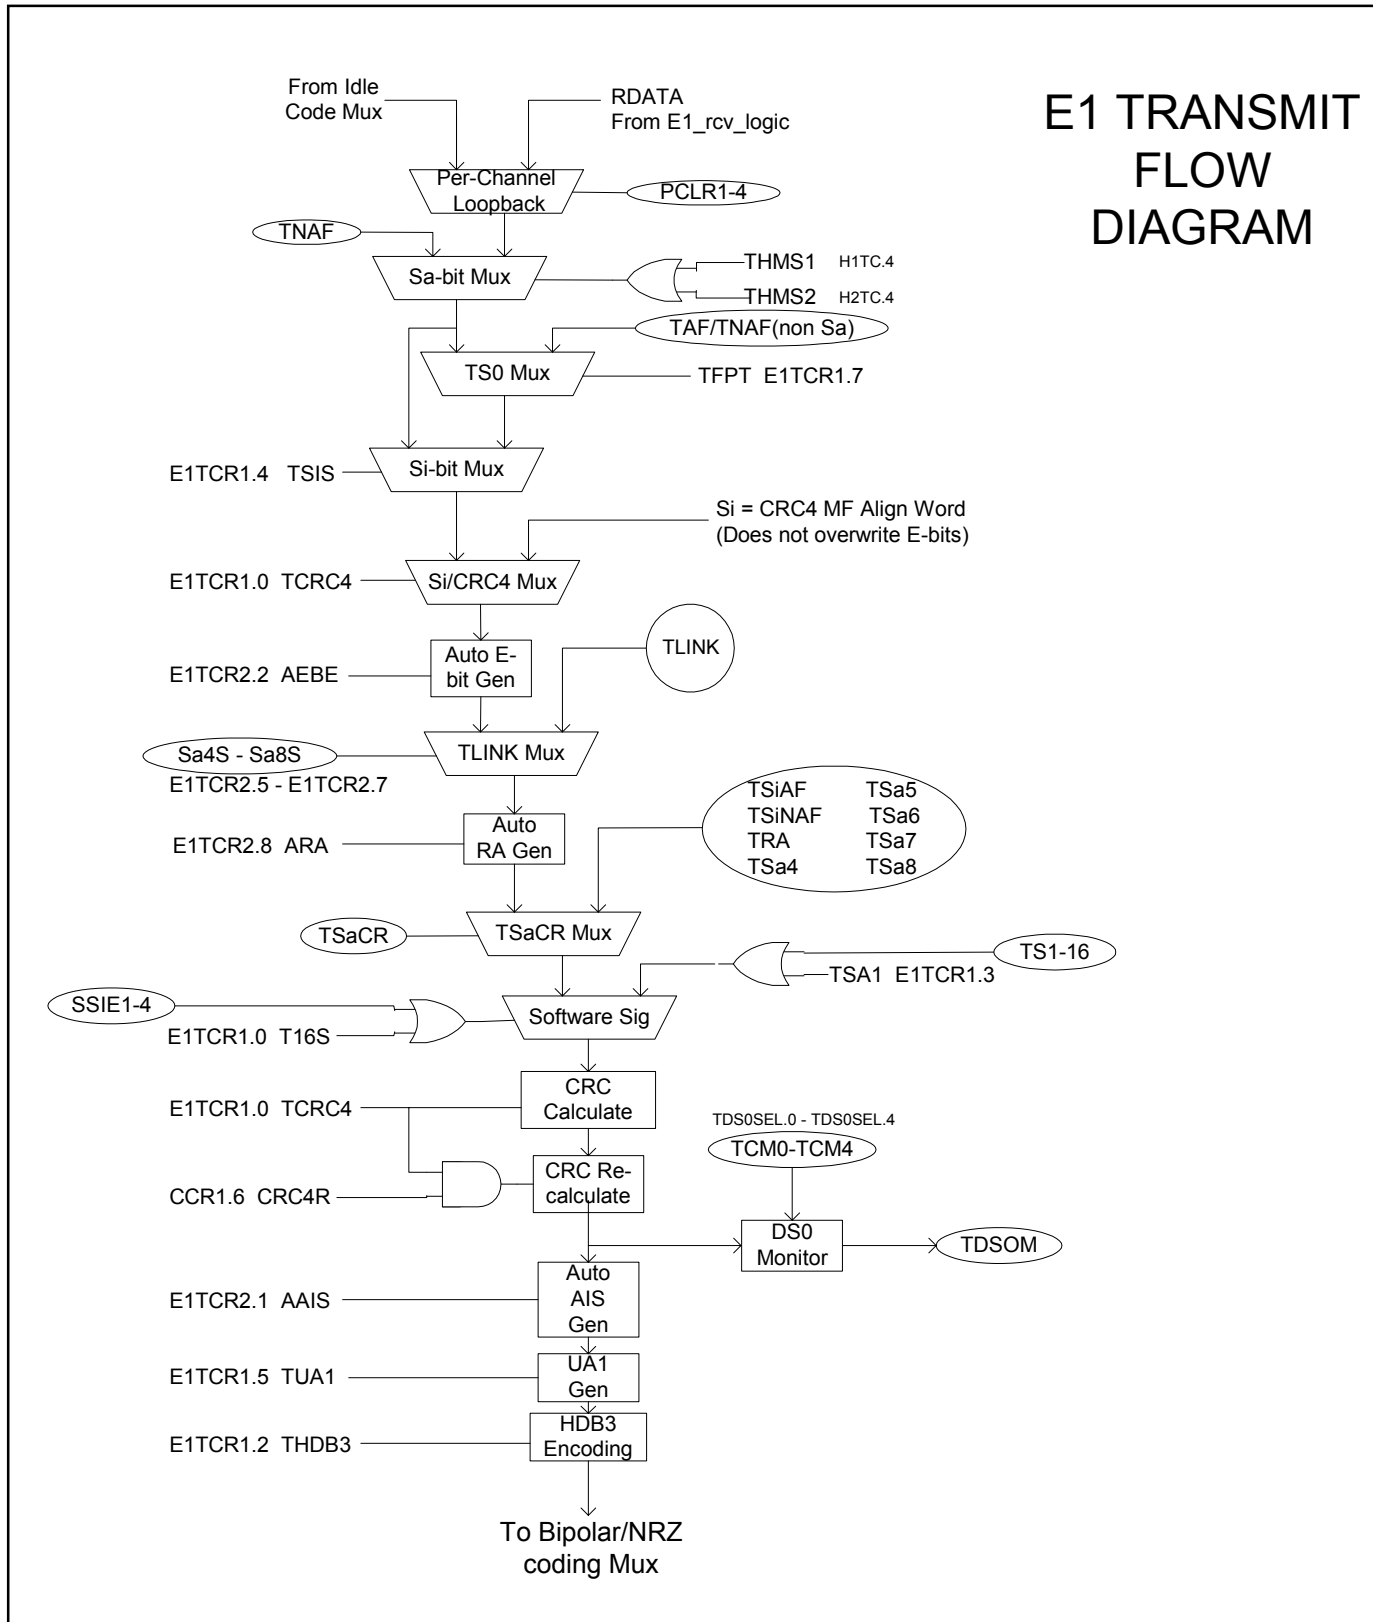 E1 TRANSMIT
FLOW
DIAGRAM
From Idle
Code Mux
RDATA
From E1_rcv_logic
Per-Channel
Loopback
PCLR1-4
TNAF
Sa-bit Mux
THMS1 H1TC.4
THMS2 H2TC.4
TAF/TNAF(non Sa)
TS0 Mux
TFPT E1TCR1.7
E1TCR1.4 TSIS
Si-bit Mux
Si = CRC4 MF Align Word
(Does not overwrite E-bits)
E1TCR1.0 TCRC4
Si/CRC4 Mux
TLINK
E1TCR2.2 AEBE
Auto E-
bit Gen
Sa4S - Sa8S
E1TCR2.5 - E1TCR2.7
TLINK Mux
TSiAF TSa5
TSiNAF TSa6
TRA TSa7
TSa4 TSa8
E1TCR2.8 ARA
Auto
RA Gen
TSaCR
TSaCR Mux
TS1-16
TSA1 E1TCR1.3
SSIE1-4
E1TCR1.0 T16S
Software Sig
E1TCR1.0 TCRC4
CRC
Calculate
TDS0SEL.0 - TDS0SEL.4
TCM0-TCM4
CCR1.6 CRC4R
CRC Re-
calculate
DS0
Monitor
TDSOM
E1TCR2.1 AAIS
Auto
AIS
Gen
E1TCR1.5 TUA1
UA1
Gen
E1TCR1.2 THDB3
HDB3
Encoding
To Bipolar/NRZ
coding Mux